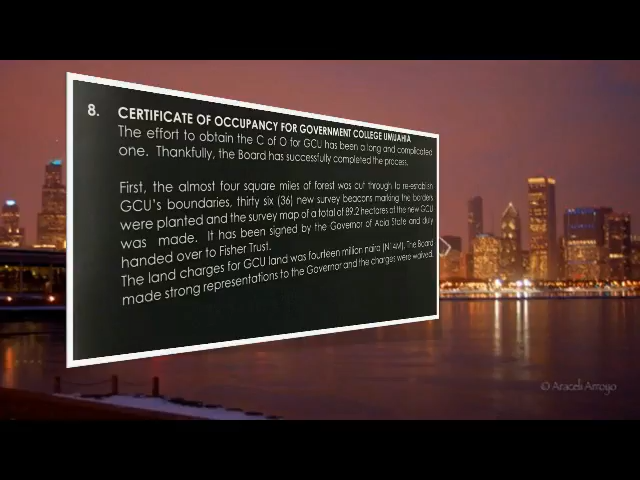 8. CERTIFICATE OF OCCUPANCY FOR GOVERNMENT COLLEGE UMUAHIA
The effort to obtain the C of O for GCU has been a long and complicated
one. Thankfully, the Board has successfully completed the process.
First, the almost four square miles of forest was cut through to re-establish
GCU's boundaries, thirty six (36) new survey beacons marking the borders
were planted and the survey map of a total of 89.2 hectares of the new GCU
was made. It has been signed by the Governor of Abia State and duly
handed over to Fisher Trust.
The land charges for GCU land was fourteen million naira (N14M); The Board
made strong representations to the Governor and the charges were waived.
© Araceli Arroyo